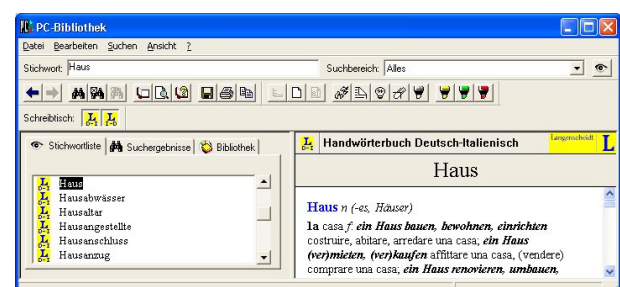 PC-Bibliothek
Datei Bearbeiten Suchen Ansicht ?
Stichwort: Haus Suchbereich: Alles
Schreibtisch: L D-I L I-D
Stichwortliste Suchergebnisse Bibliothek
L D-I Haus
L D-I Hausabwässer
L D-I Hausaltar
L D-I Hausangestellte
L D-I Hausanschluss
L D-I Hausanzug
L D-I Handwörterbuch Deutsch-Italienisch Langenscheidt L
Haus
Haus n (-es, Häuser)
1a casa f: ein Haus bauen, bewohnen, einrichten
costruire, abitare, arredare una casa; ein Haus
(ver)mieten, (ver)kaufen affittare una casa, (vendere)
comprare una casa; ein Haus renovieren, umbauen,